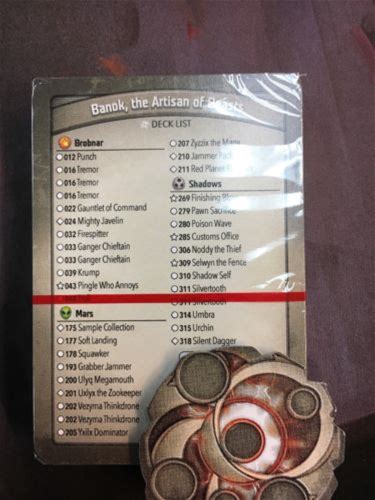 Banok, the Artisan of Beasts
DECK LIST
Brobnar
012 Punch
016 Tremor
016 Tremor
016 Tremor
022 Gauntlet of Command
024 Mighty Javelin
032 Firespitter
033 Ganger Chieftain
033 Ganger Chieftain
039 Krump
043 Pingle Who Annoys
Mars
175 Sample Collection
177 Soft Landing
178 Squawker
193 Grabber Jammer
200 Ulyq Megamouth
201 Uxlyx the Zookeeper
202 Vezyma Thinkdrone
202 Vezyma Thinkdrone
205 Yxilx Dominator
207 Zyzzix the Many
210 Jammer Pack
211 Red Planet
Shadows
269 Finishing
279 Pawn Sacrifice
280 Poison Wave
285 Customs Office
306 Noddy the Thief
309 Selwyn the Fence
310 Shadow Self
311 Silvertooth
311 Silvertooth
314 Umbra
315 Urchin
318 Silent Dagger